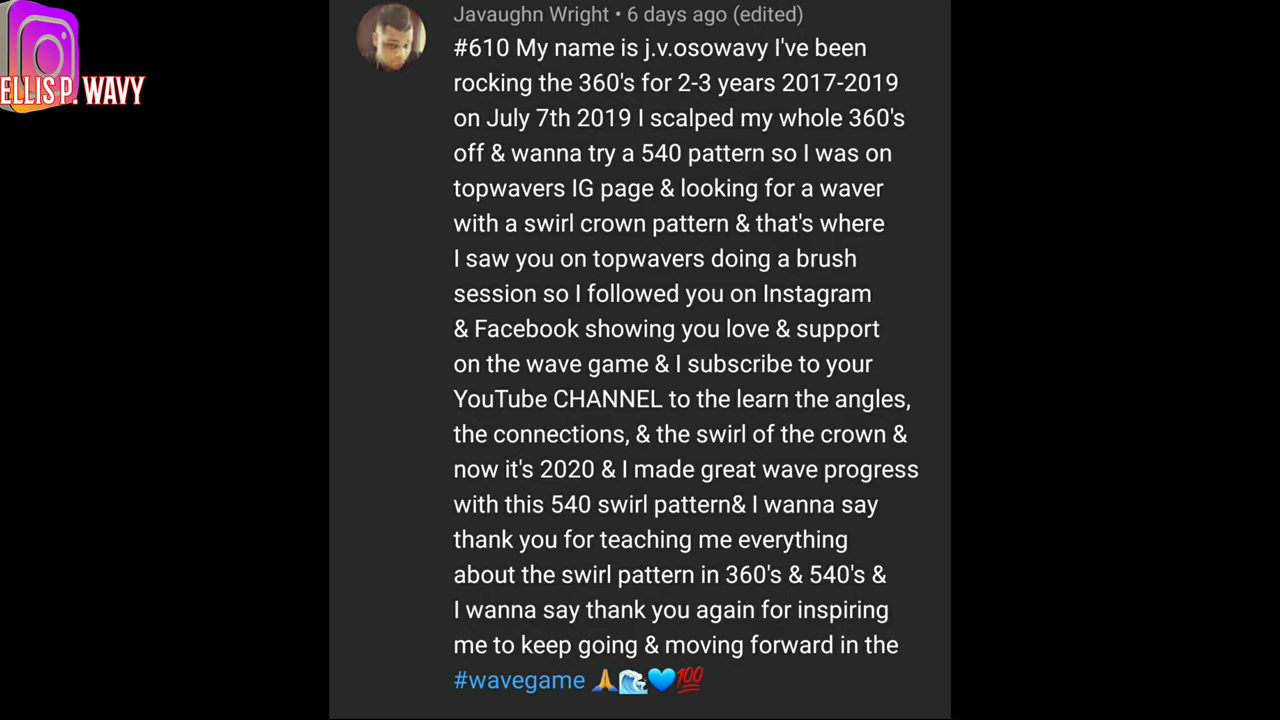 ELLIS P. WAVY
Javaughn Wright • 6 days ago (edited)
#610 My name is j.v.osowavy I've been
rocking the 360's for 2-3 years 2017-2019
on July 7th 2019 I scalped my whole 360's
off & wanna try a 540 pattern so I was on
topwavers IG page & looking for a waver
with a swirl crown pattern & that's where
I saw you on topwavers doing a brush
session so I followed you on Instagram
& Facebook showing you love & support
on the wave game & I subscribe to your
YouTube CHANNEL to the learn the angles,
the connections, & the swirl of the crown &
now it's 2020 & I made great wave progress
with this 540 swirl pattern& I wanna say
thank you for teaching me everything
about the swirl pattern in 360's & 540's &
I wanna say thank you again for inspiring
me to keep going & moving forward in the
#wavegame 🙏🌊💙💯